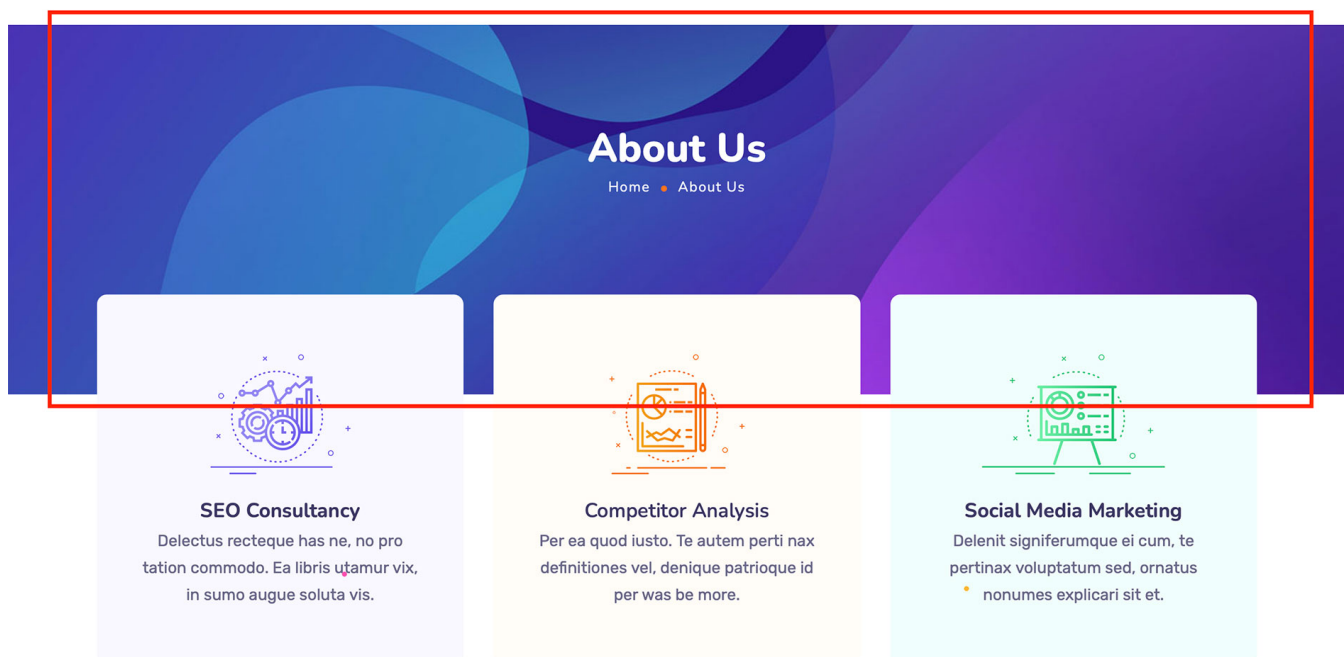 About Us
Home About Us
SEO Consultancy
Delectus recteque has ne, no pro
tation commodo. Ea libris utamur vix,
in sumo augue soluta vis.
Competitor Analysis
Per ea quod iusto. Te autem perti nax
definitiones vel, denique patrioque id
per was be more.
Social Media Marketing
Delenit signiferumque ei cum, te
pertinax voluptatum sed, ornatus
nonumes explicari sit et.